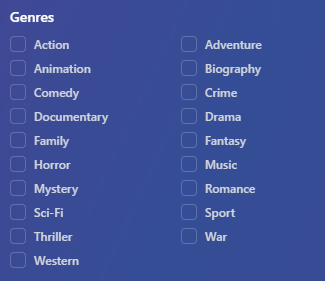 Genres
Action
Adventure
Animation
Biography
Comedy
Crime
Documentary
Drama
Family
Fantasy
Horror
Music
Mystery
Romance
Sci-Fi
Sport
Thriller
War
Western